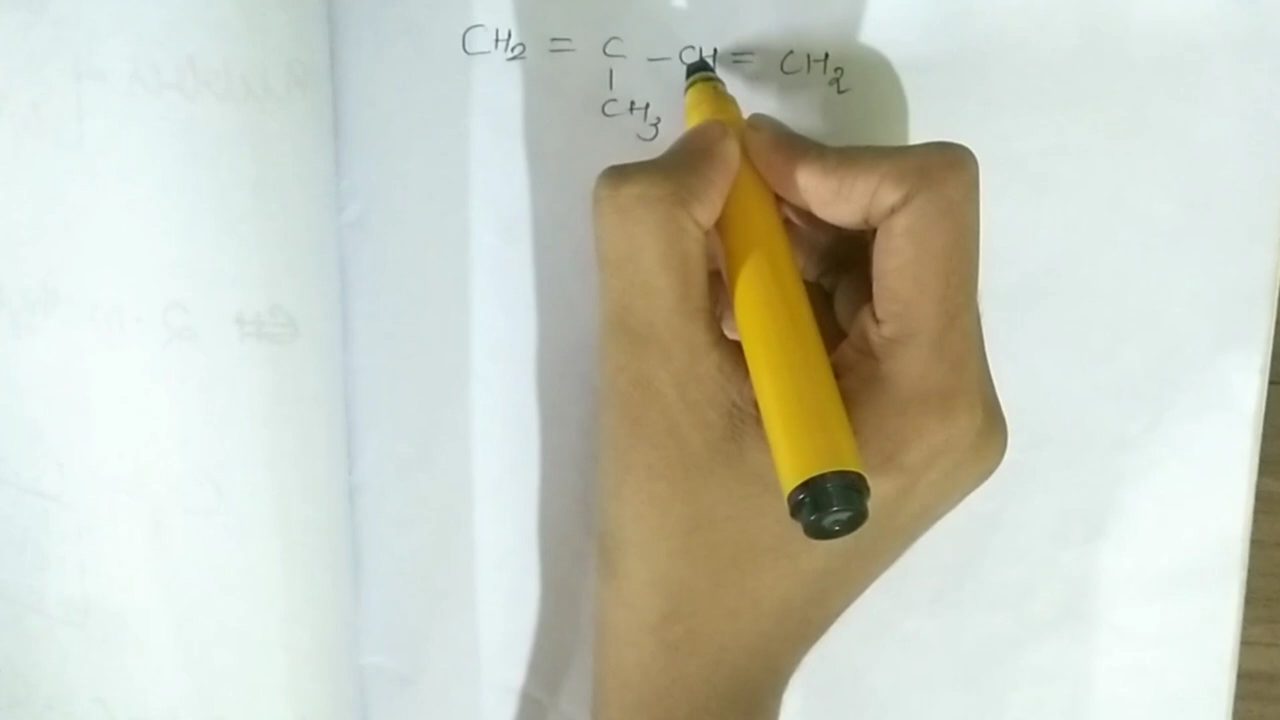 CH2 = C - CH = CH2
|
CH3